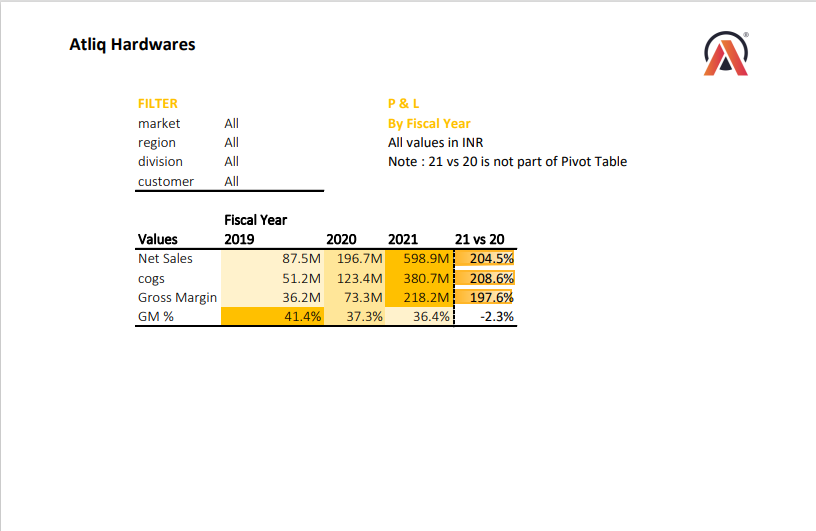 Atliq Hardwares
®
FILTER
market All
region All
division All
customer All
P & L
By Fiscal Year
All values in INR
Note : 21 vs 20 is not part of Pivot Table
Fiscal Year
Values 2019 2020 2021 21 vs 20
Net Sales 87.5M 196.7M 598.9M 204.5%
cogs 51.2M 123.4M 380.7M 208.6%
Gross Margin 36.2M 73.3M 218.2M 197.6%
GM % 41.4% 37.3% 36.4% -2.3%